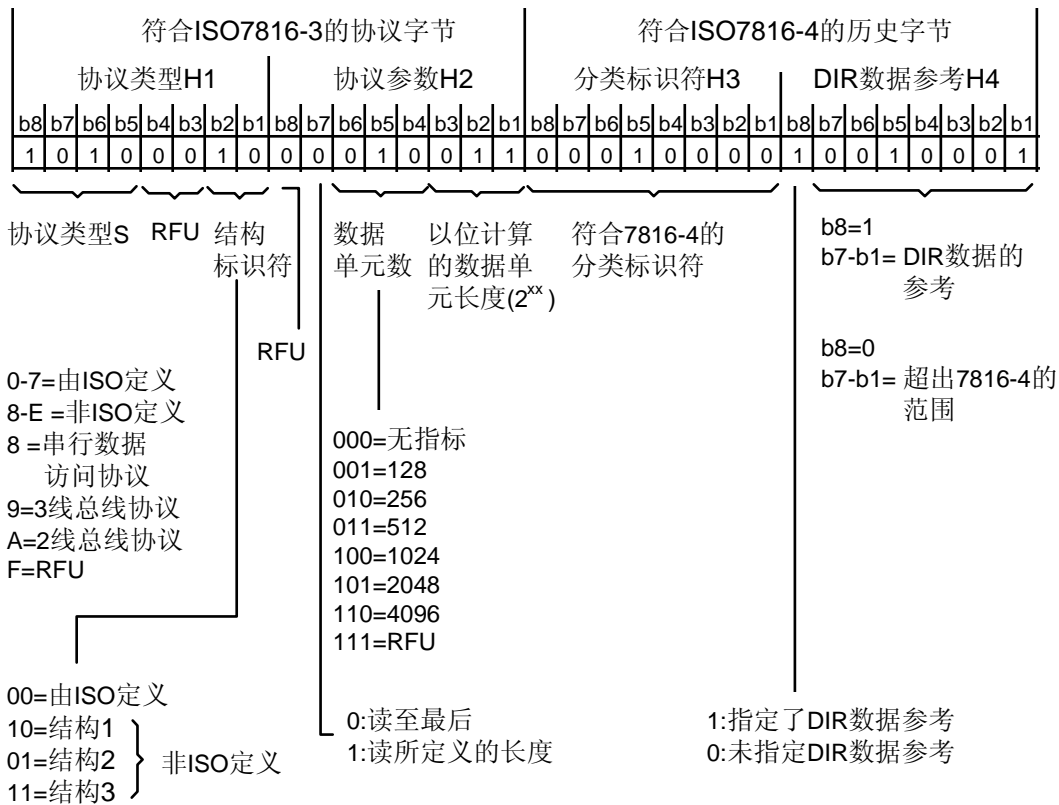 符合ISO7816-3的协议字节 符合ISO7816-4的历史字节
协议类型H1 协议参数H2 分类标识符H3 DIR数据参考H4
b8 b7 b6 b5 b4 b3 b2 b1 b8 b7 b6 b5 b4 b3 b2 b1 b8 b7 b6 b5 b4 b3 b2 b1 b8 b7 b6 b5 b4 b3 b2 b1
1 0 1 0 0 0 1 0 0 0 0 1 0 0 1 1 0 0 0 1 0 0 0 0 1 0 0 1 0 0 0 1
协议类型S
RFU
结构
标识符
数据
单元数
以位计算
的数据单
元长度(2^xx)
符合7816-4的
分类标识符
b8=1
b7-b1= DIR数据的
参考
b8=0
b7-b1= 超出7816-4的
范围
RFU
0-7=由ISO定义
8-E =非ISO定义
8 =串行数据
访问协议
9=3线总线协议
A=2线总线协议
F=RFU
000=无指标
001=128
010=256
011=512
100=1024
101=2048
110=4096
111=RFU
00=由ISO定义
10=结构1
01=结构2
11=结构3
非ISO定义
0:读至最后
1:读所定义的长度
1:指定了DIR数据参考
0:未指定DIR数据参考